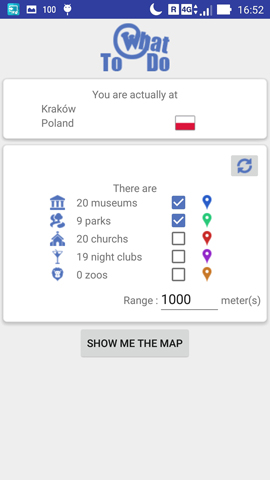 100
R 4G 16:52
What
To Do
You are actually at
Kraków
Poland
There are
20 museums
9 parks
20 churchs
19 night clubs
0 zoos
Range : 1000 meter(s)
SHOW ME THE MAP